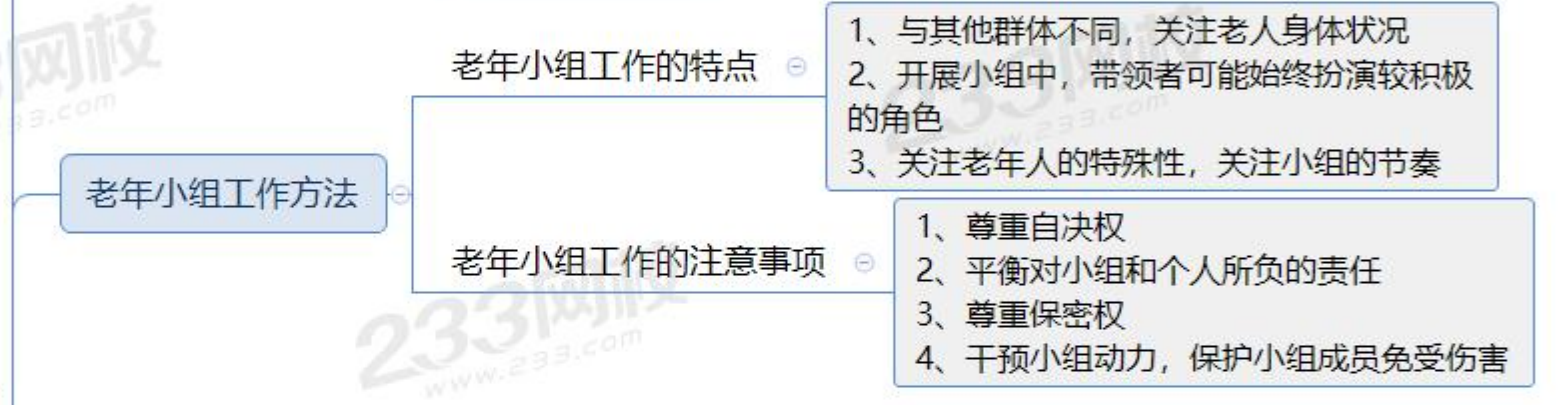 老年小组工作方法
老年小组工作的特点
1、与其他群体不同，关注老人身体状况
2、开展小组中，带领者可能始终扮演较积极
的角色
3、关注老年人的特殊性，关注小组的节奏
老年小组工作的注意事项
1、尊重自决权
2、平衡对小组和个人所负的责任
3、尊重保密权
4、干预小组动力，保护小组成员免受伤害
233网校
www.233.com